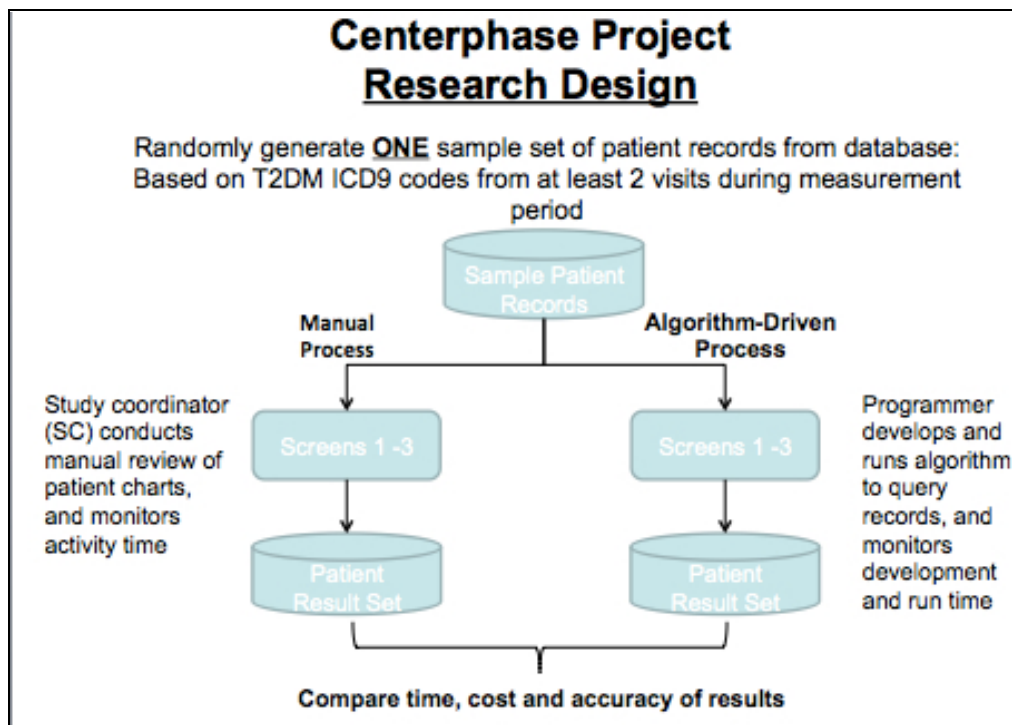 Centerphase Project
Research Design
Randomly generate ONE sample set of patient records from database:
Based on T2DM ICD9 codes from at least 2 visits during measurement
period
Sample Patient
Records
Manual
Process
Algorithm-Driven
Process
Study coordinator
(SC) conducts
manual review of
patient charts,
and monitors
activity time
Screens 1 -3
Screens 1 -3
Programmer
develops and
runs algorithm
to query
records, and
monitors
development
and run time
Patient
Result Set
Patient
Result Set
Compare time, cost and accuracy of results